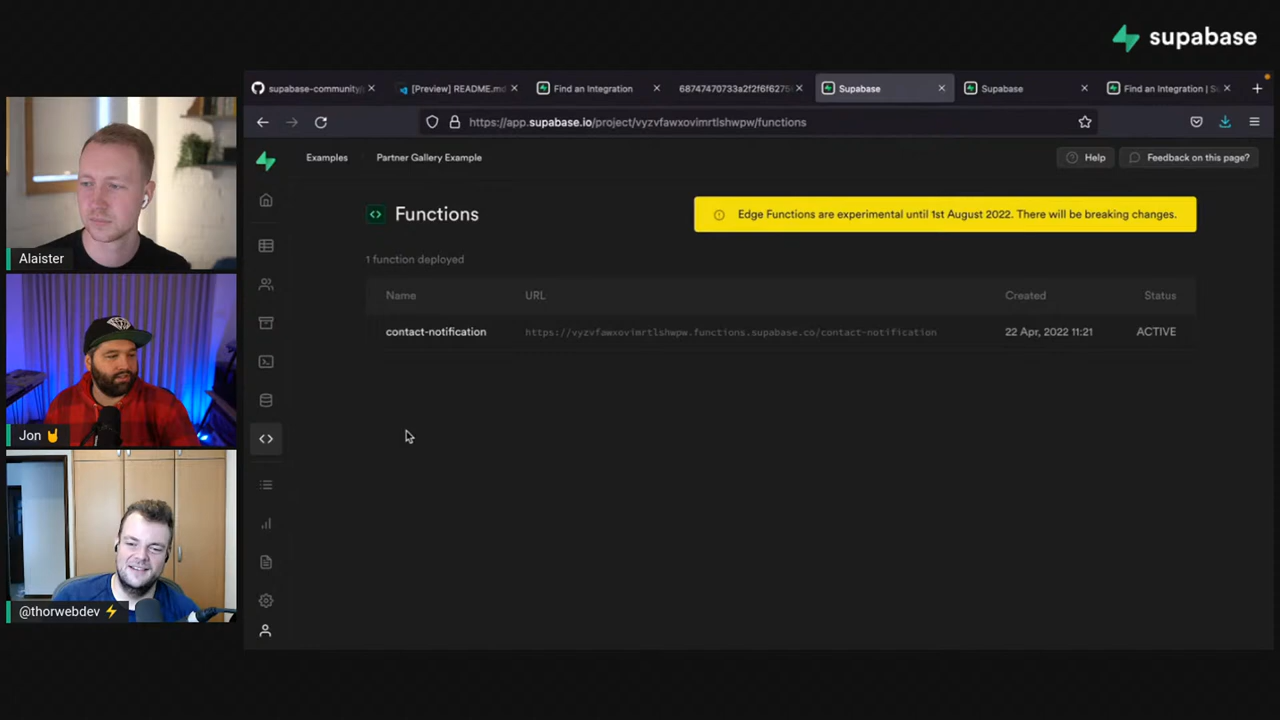 supabase
supabase-community/
[Preview] README.md
Find an Integration
68747470733a2f2f6f6275
Supabase
Supabase
Find an Integration | Su
https://app.supabase.io/project/vyzvfawxovimrtlshwpw/functions
Examples
Partner Gallery Example
Help
Feedback on this page?
Functions
Edge Functions are experimental until 1st August 2022. There will be breaking changes.
1 function deployed
Name URL Created Status
contact-notification https://vyzvfawxovimrtlshwpw.functions.supabase.co/contact-notification 22 Apr, 2022 11:21 ACTIVE
Alaister
Jon 🤘
@thorwebdev ⚡